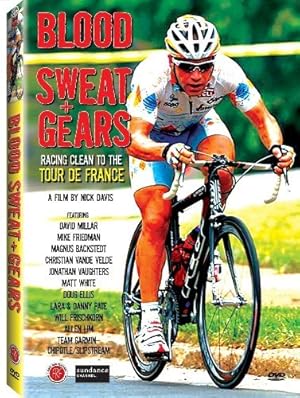 BLOOD
SWEAT +
GEARS
RACING CLEAN TO THE
TOUR DE FRANCE
A FILM BY NICK DAVIS
FEATURING
DAVID MILLAR
MIKE FRIEDMAN
MAGNUS BACKSTEDT
CHRISTIAN VANDE VELDE
JONATHAN VAUGHTERS
MATT WHITE
DOUG ELLIS
LARA & DANNY PATE
WILL FRISCHKORN
ALLEN LIM
TEAM GARMIN-
CHIPOTLE/SLIPSTREAM
sundance
CHANNEL
DVD
BLOOD SWEAT + GEARS